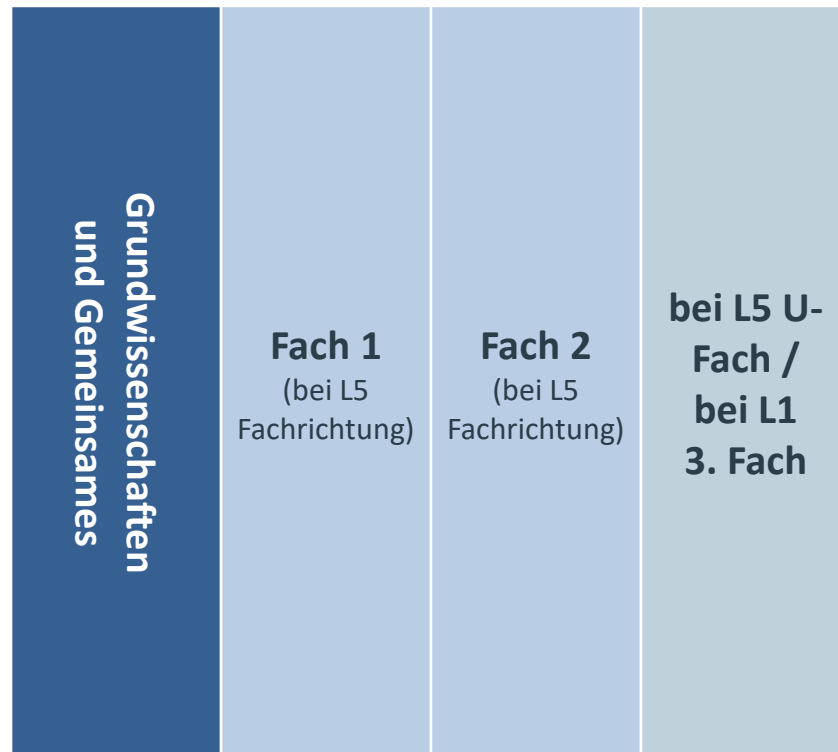 Grundwissenschaften
und Gemeinsames
Fach 1
(bei L5
Fachrichtung)
Fach 2
(bei L5
Fachrichtung)
bei L5 U-
Fach /
bei L1
3. Fach